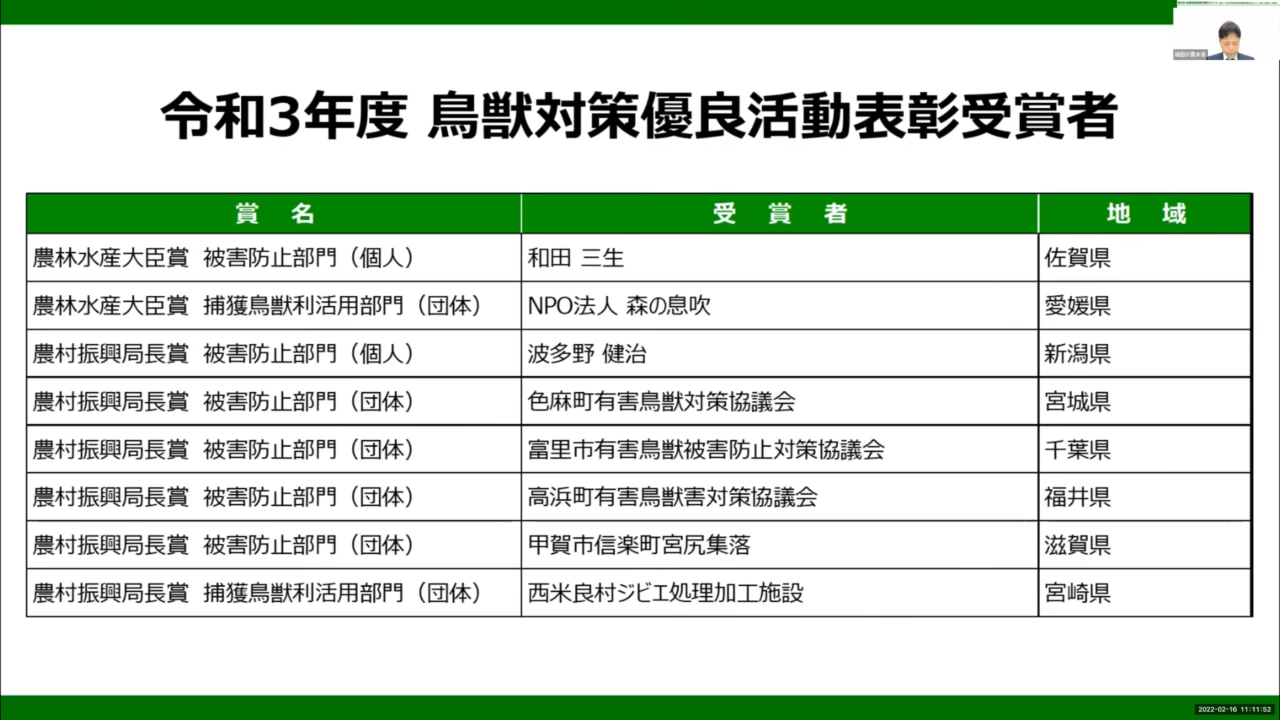 令和3年度 鳥獣対策優良活動表彰受賞者
賞 名 受 賞 者 地 域
農林水産大臣賞 被害防止部門（個人） 和田 三生 佐賀県
農林水産大臣賞 捕獲鳥獣利活用部門（団体） NPO法人 森の息吹 愛媛県
農村振興局長賞 被害防止部門（個人） 波多野 健治 新潟県
農村振興局長賞 被害防止部門（団体） 色麻町有害鳥獣対策協議会 宮城県
農村振興局長賞 被害防止部門（団体） 富里市有害鳥獣被害防止対策協議会 千葉県
農村振興局長賞 被害防止部門（団体） 高浜町有害鳥獣害対策協議会 福井県
農村振興局長賞 被害防止部門（団体） 甲賀市信楽町宮尻集落 滋賀県
農村振興局長賞 捕獲鳥獣利活用部門（団体） 西米良村ジビエ処理加工施設 宮崎県
2022-02-16 11:11:52